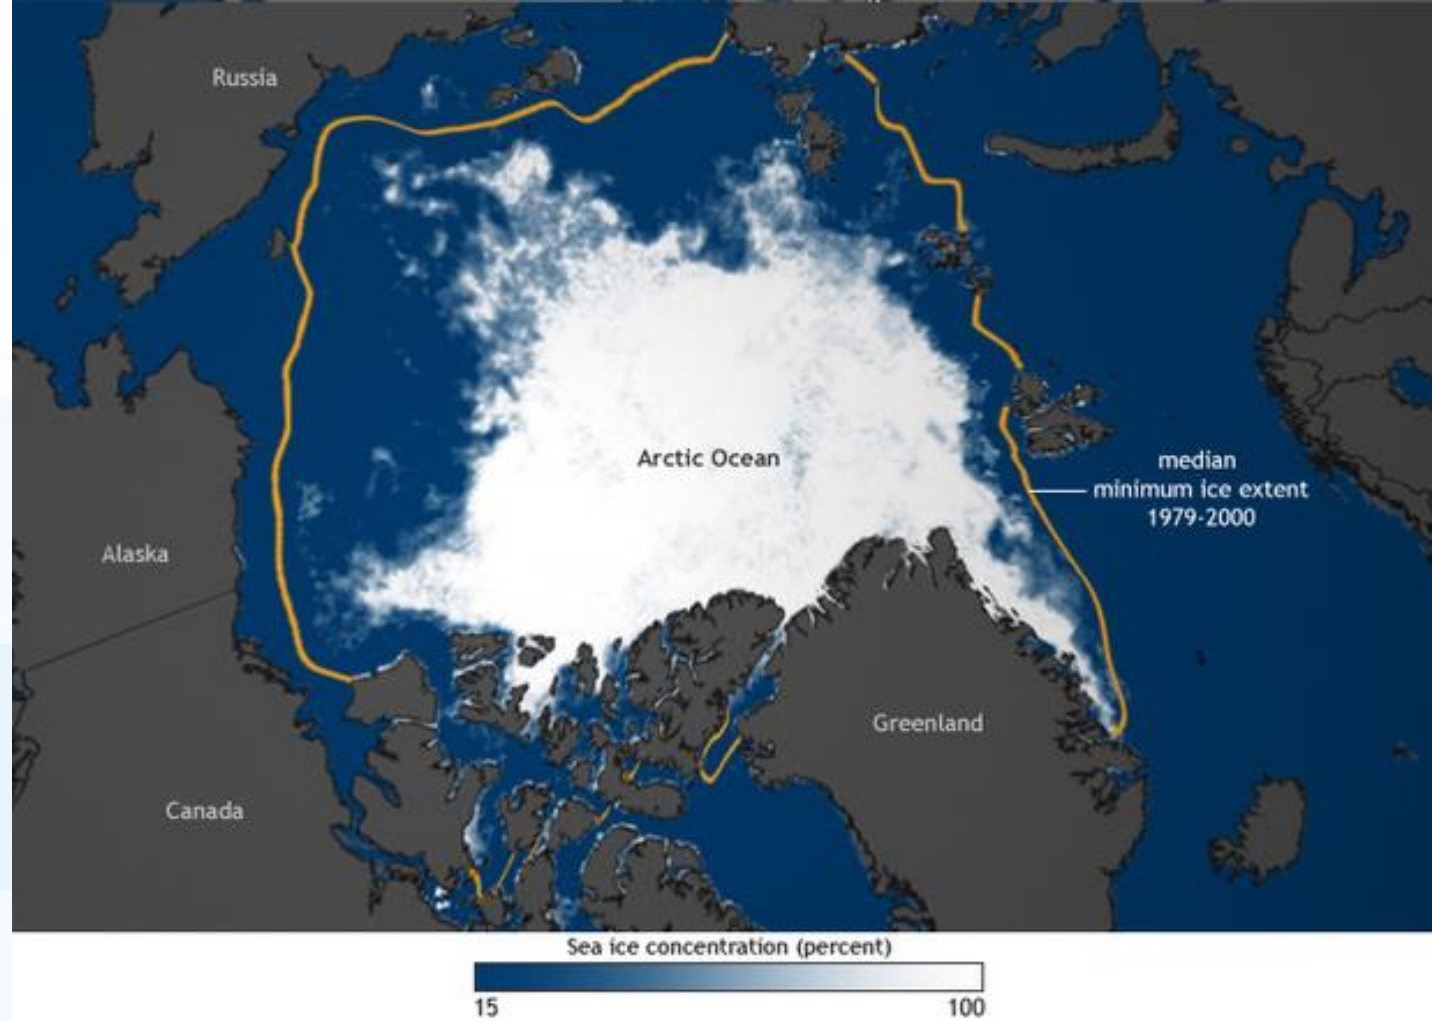 Russia
Arctic Ocean
median
minimum ice extent
1979-2000
Alaska
Greenland
Canada
Sea ice concentration (percent)
15 100